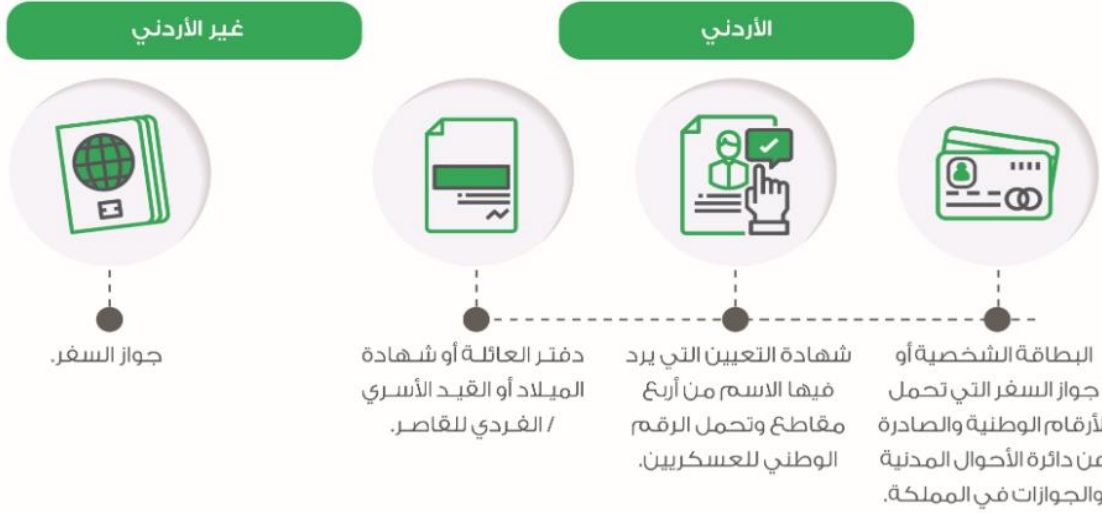 الأردني
غير الأردني
البطاقة الشخصية أو
جواز السفر التي تحمل
لأرقام الوطنية والصادرة
عن دائرة الأحوال المدنية
والجوازات في المملكة.
شهادة التعيين التي يرد
فيها الاسم من أربع
مقاطع وتحمل الرقم
الوطني للعسكريين.
دفتر العائلة أو شهادة
الميلاد أو القيد الأسري
/ الفردي للقاصر.
جواز السفر.